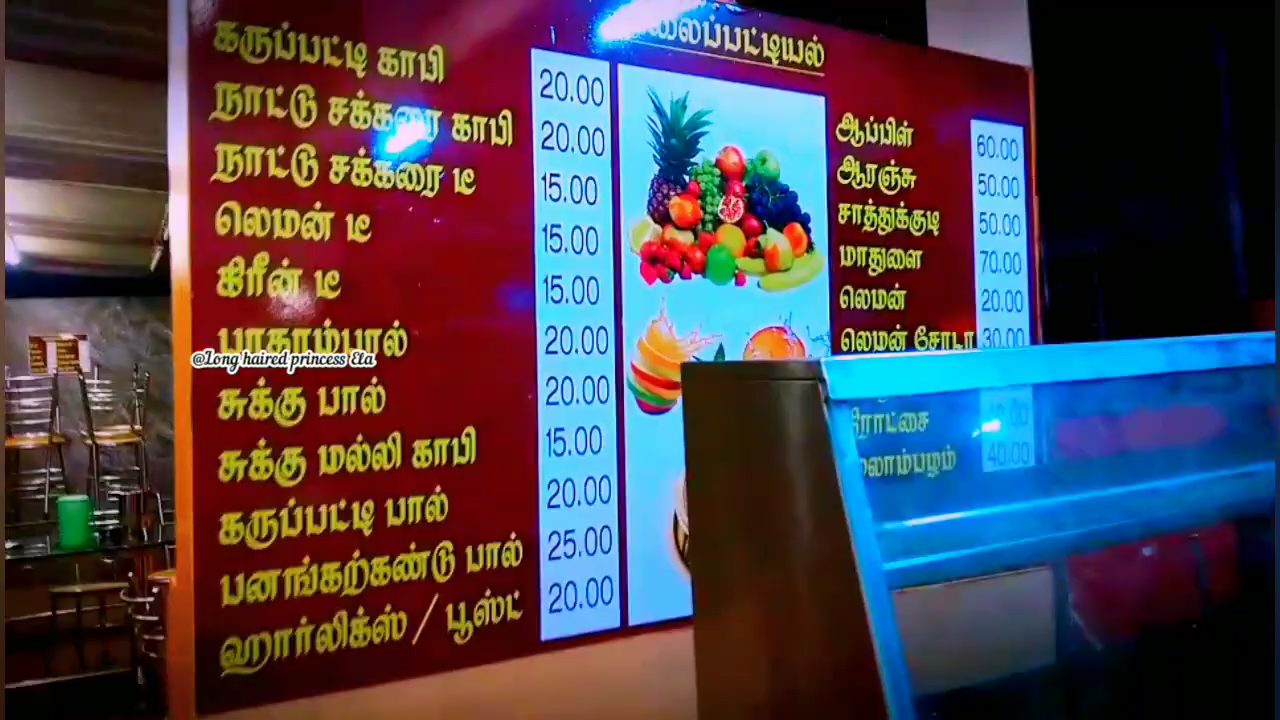 விலைப்பட்டியல்
கருப்பட்டி காபி 20.00
நாட்டு சக்கரை காபி 20.00
நாட்டு சக்கரை டீ 15.00
லெமன் டீ 15.00
கிரீன் டீ 15.00
பாதாம்பால் 20.00
@Long haired princess Ela
சுக்கு பால் 20.00
சுக்கு மல்லி காபி 15.00
கருப்பட்டி பால் 20.00
பனங்கற்கண்டு பால் 25.00
ஹார்லிக்ஸ் / பூஸ்ட் 20.00
ஆப்பிள் 60.00
ஆரஞ்சு 50.00
சாத்துக்குடி 50.00
மாதுளை 70.00
லெமன் 20.00
லெமன் சோடா 30.00
40.00